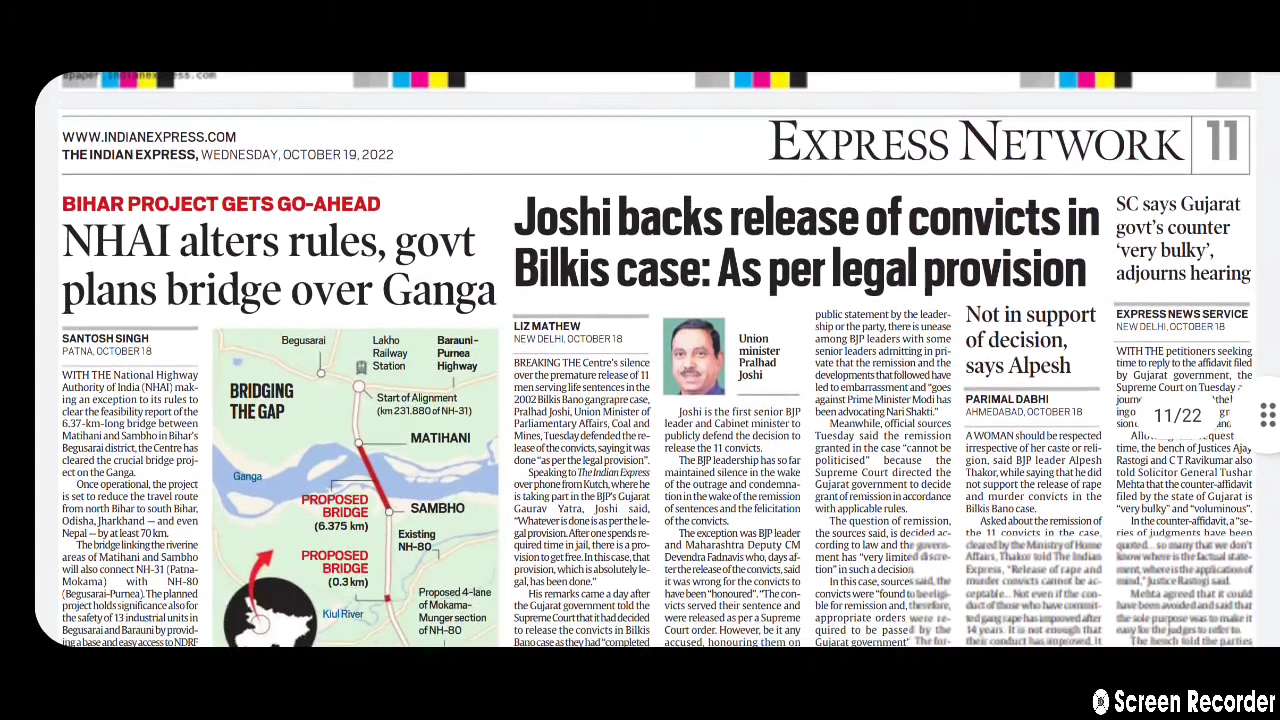 epaper.indianexpress.com
WWW.INDIANEXPRESS.COM
THE INDIAN EXPRESS, WEDNESDAY, OCTOBER 19, 2022
EXPRESS NETWORK 11
BIHAR PROJECT GETS GO-AHEAD
NHAI alters rules, govt
plans bridge over Ganga
SANTOSH SINGH
PATNA, OCTOBER 18
WITH THE National Highway
Authority of India (NHAI) mak-
ing an exception to its rules to
clear the feasibility report of the
6.37-km-long bridge between
Matihani and Sambho in Bihar's
Begusarai district, the Centre has
cleared the crucial bridge proj-
ect on the Ganga.
Once operational, the project
is set to reduce the travel route
from north Bihar to south Bihar,
Odisha, Jharkhand — and even
Nepal — by at least 70 km.
The bridge linking the riverine
areas of Matihani and Sambho
will also connect NH-31 (Patna-
Mokama) with NH-80
(Begusarai-Purnea). The planned
project holds significance also for
the safety of 13 industrial units in
Begusarai and Barauni by provid-
ing a base and easy access to NDRF
BRIDGING
THE GAP
Begusarai
Lakho
Railway
Station
Barauni-
Purnea
Highway
Start of Alignment
(km 231.880 of NH-31)
MATIHANI
Ganga
PROPOSED
BRIDGE
(6.375 km)
SAMBHO
Existing
NH-80
PROPOSED
BRIDGE
(0.3 km)
Kiul River
Proposed 4-lane
of Mokama-
Munger section
of NH-80
Joshi backs release of convicts in
Bilkis case: As per legal provision
LIZ MATHEW
NEW DELHI, OCTOBER 18
BREAKING THE Centre's silence
over the premature release of 11
men serving life sentences in the
2002 Bilkis Bano gangrape case,
Pralhad Joshi, Union Minister of
Parliamentary Affairs, Coal and
Mines, Tuesday defended the re-
lease of the convicts, saying it was
done "as per the legal provision".
Speaking to The Indian Express
over phone from Kutch, where he
is taking part in the BJP's Gujarat
Gaurav Yatra, Joshi said,
"Whatever is done is as per the le-
gal provision. After one spends re-
quired time in jail, there is a pro-
vision to get free. In this case, that
provision, which is absolutely le-
gal, has been done."
His remarks came a day after
the Gujarat government told the
Supreme Court that it had decided
to release the convicts in Bilkis
Bano case as they had "completed
Union
minister
Pralhad
Joshi
Joshi is the first senior BJP
leader and Cabinet minister to
publicly defend the decision to
release the 11 convicts.
The BJP leadership has so far
maintained silence in the wake
of the outrage and condemna-
tion in the wake of the remission
of sentences and the felicitation
of the convicts.
The exception was BJP leader
and Maharashtra Deputy CM
Devendra Fadnavis who, days af-
ter the release of the convicts, said
it was wrong for the convicts to
have been "honoured". "The con-
victs served their sentence and
were released as per a Supreme
Court order. However, be it any
accused, honouring them on
public statement by the leader-
ship or the party, there is unease
among BJP leaders with some
senior leaders admitting in pri-
vate that the remission and the
developments that followed have
led to embarrassment and "goes
against Prime Minister Modi has
been advocating Nari Shakti."
Meanwhile, official sources
Tuesday said the remission
granted in the case "cannot be
politicised" because the
Supreme Court directed the
Gujarat government to decide
grant of remission in accordance
with applicable rules.
The question of remission,
the sources said, is decided ac-
cording to law and the govern-
ment has "very limited discre-
tion" in such a decision.
In this case, sources said, the
convicts were "found to be eligi-
ble for remission and, therefore,
appropriate orders were re-
quired to be passed by the
Gujarat government". The for-
Not in support
of decision,
says Alpesh
PARIMAL DABHI
AHMEDABAD, OCTOBER 18
A WOMAN should be respected
irrespective of her caste or reli-
gion, said BJP leader Alpesh
Thakor, while saying that he did
not support the release of rape
and murder convicts in the
Bilkis Bano case.
Asked about the remission of
the 11 convicts in the case,
cleared by the Ministry of Home
Affairs, Thakor told The Indian
Express, "Release of rape and
murder convicts cannot be ac-
ceptable... Not even if the con-
duct of those who have commit-
ted gang rape has improved after
14 years. It is not enough that
their conduct has improved. It
SC says Gujarat
govt's counter
'very bulky',
adjourns hearing
EXPRESS NEWS SERVICE
NEW DELHI, OCTOBER 18
WITH THE petitioners seeking
time to reply to the affidavit filed
by Gujarat government, the
Supreme Court on Tuesday
11/22
time, the bench of Justices Ajay
Rastogi and C T Ravikumar also
told Solicitor General Tushar
Mehta that the counter-affidavit
filed by the state of Gujarat is
"very bulky" and "voluminous".
In the counter-affidavit, a "se-
ries of judgments have been
quoted... so many that we don't
know where is the factual state-
ment, where is the application of
mind," Justice Rastogi said.
Mehta agreed that it could
have been avoided and said that
the sole purpose was to make it
easy for the judges to refer to.
The bench told the parties
Screen Recorder